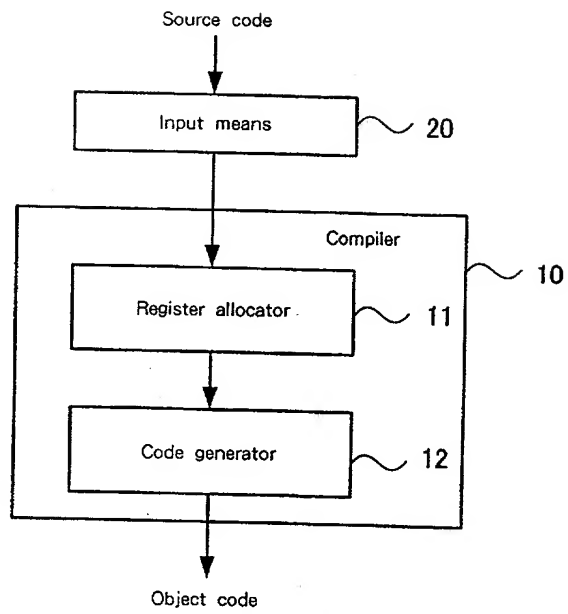 Source code
Input means
20
Compiler
10
Register allocator
11
Code generator
12
Object code